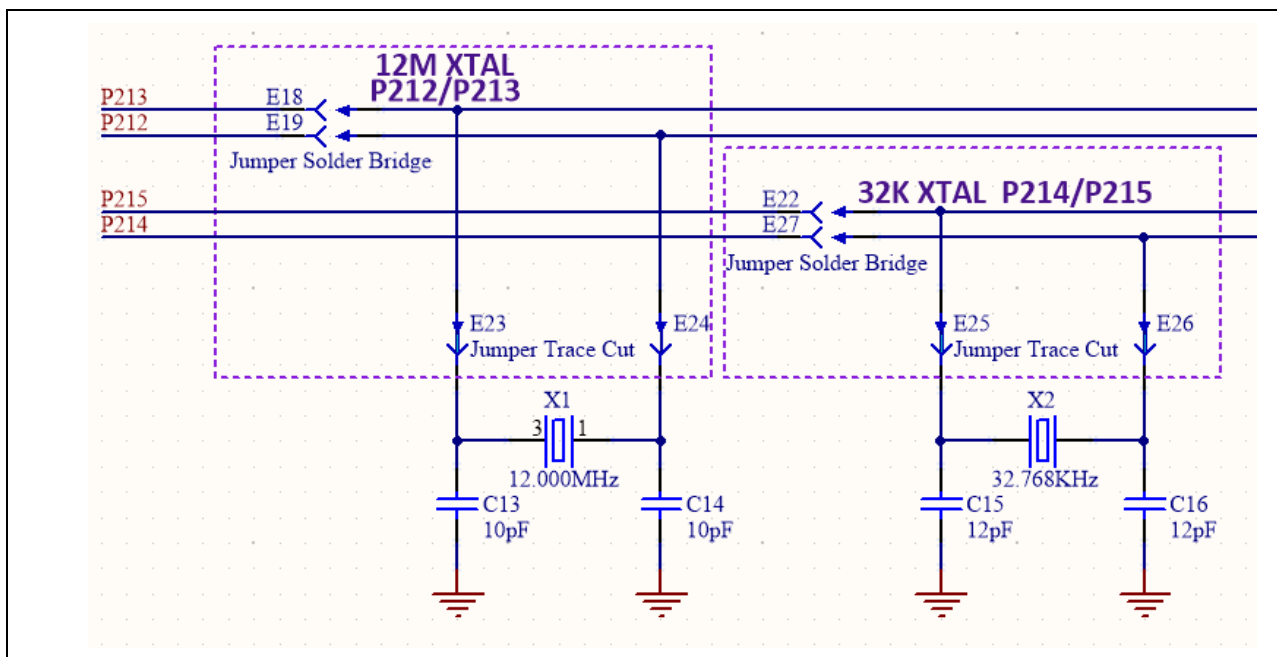 12M XTAL
P212/P213
P213
E18
P212
E19
Jumper Solder Bridge
P215
E22
32K XTAL P214/P215
P214
E27
Jumper Solder Bridge
E23
E24
E25
E26
Jumper Trace Cut
Jumper Trace Cut
X1
X2
3
1
12.000MHz
32.768KHz
C13
C14
C15
C16
10pF
10pF
12pF
12pF